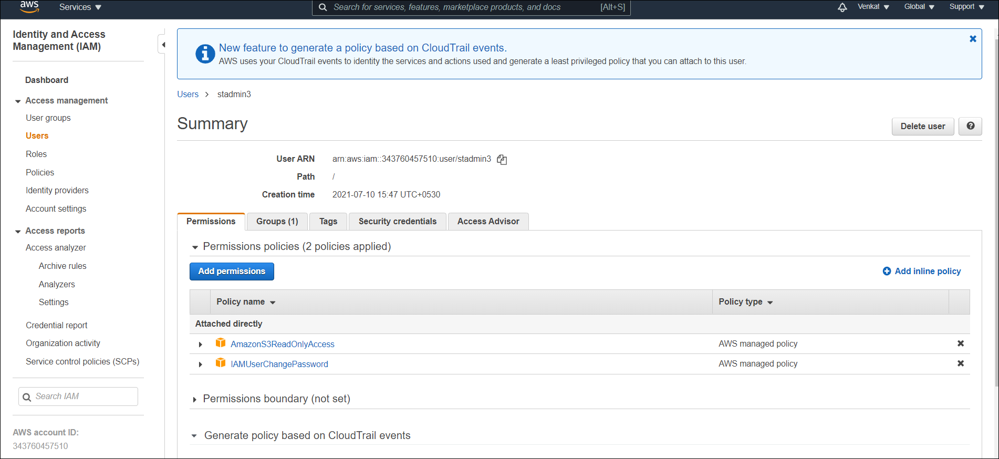 aws
Services
Search for services, features, marketplace products, and docs [Alt+S]
Venkat
Global
Support
Identity and Access
Management (IAM)
Dashboard
Access management
User groups
Users
Roles
Policies
Identity providers
Account settings
Access reports
Access analyzer
Archive rules
Analyzers
Settings
Credential report
Organization activity
Service control policies (SCPs)
Search IAM
AWS account ID:
343760457510
New feature to generate a policy based on CloudTrail events.
AWS uses your CloudTrail events to identity the services and actions used and generate a least privileged policy that you can attach to this user.
Users > stadmin3
Summary
Delete user
User ARN arn:aws:iam::343760457510:user/stadmin3
Path /
Creation time 2021-07-10 15:47 UTC+0530
Permissions
Groups (1)
Tags
Security credentials
Access Advisor
Permissions policies (2 policies applied)
Add permissions
Add inline policy
Policy name
Policy type
Attached directly
AmazonS3ReadOnlyAccess AWS managed policy
IAMUserChangePassword AWS managed policy
Permissions boundary (not set)
Generate policy based on CloudTrail events